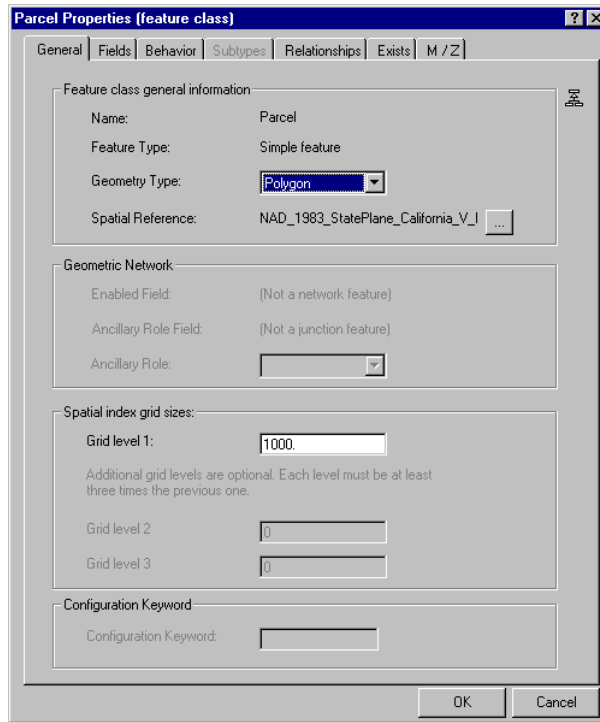 Parcel Properties (feature class)
General Fields Behavior Subtypes Relationships Exists M / Z
Feature class general information
Name: Parcel
Feature Type: Simple feature
Geometry Type: Polygon
Spatial Reference: NAD_1983_StatePlane_California_V_I ...
Geometric Network
Enabled Field: (Not a network feature)
Ancillary Role Field: (Not a junction feature)
Ancillary Role:
Spatial index grid sizes:
Grid level 1: 1000.
Additional grid levels are optional. Each level must be at least
three times the previous one.
Grid level 2 0
Grid level 3 0
Configuration Keyword
Configuration Keyword:
OK Cancel